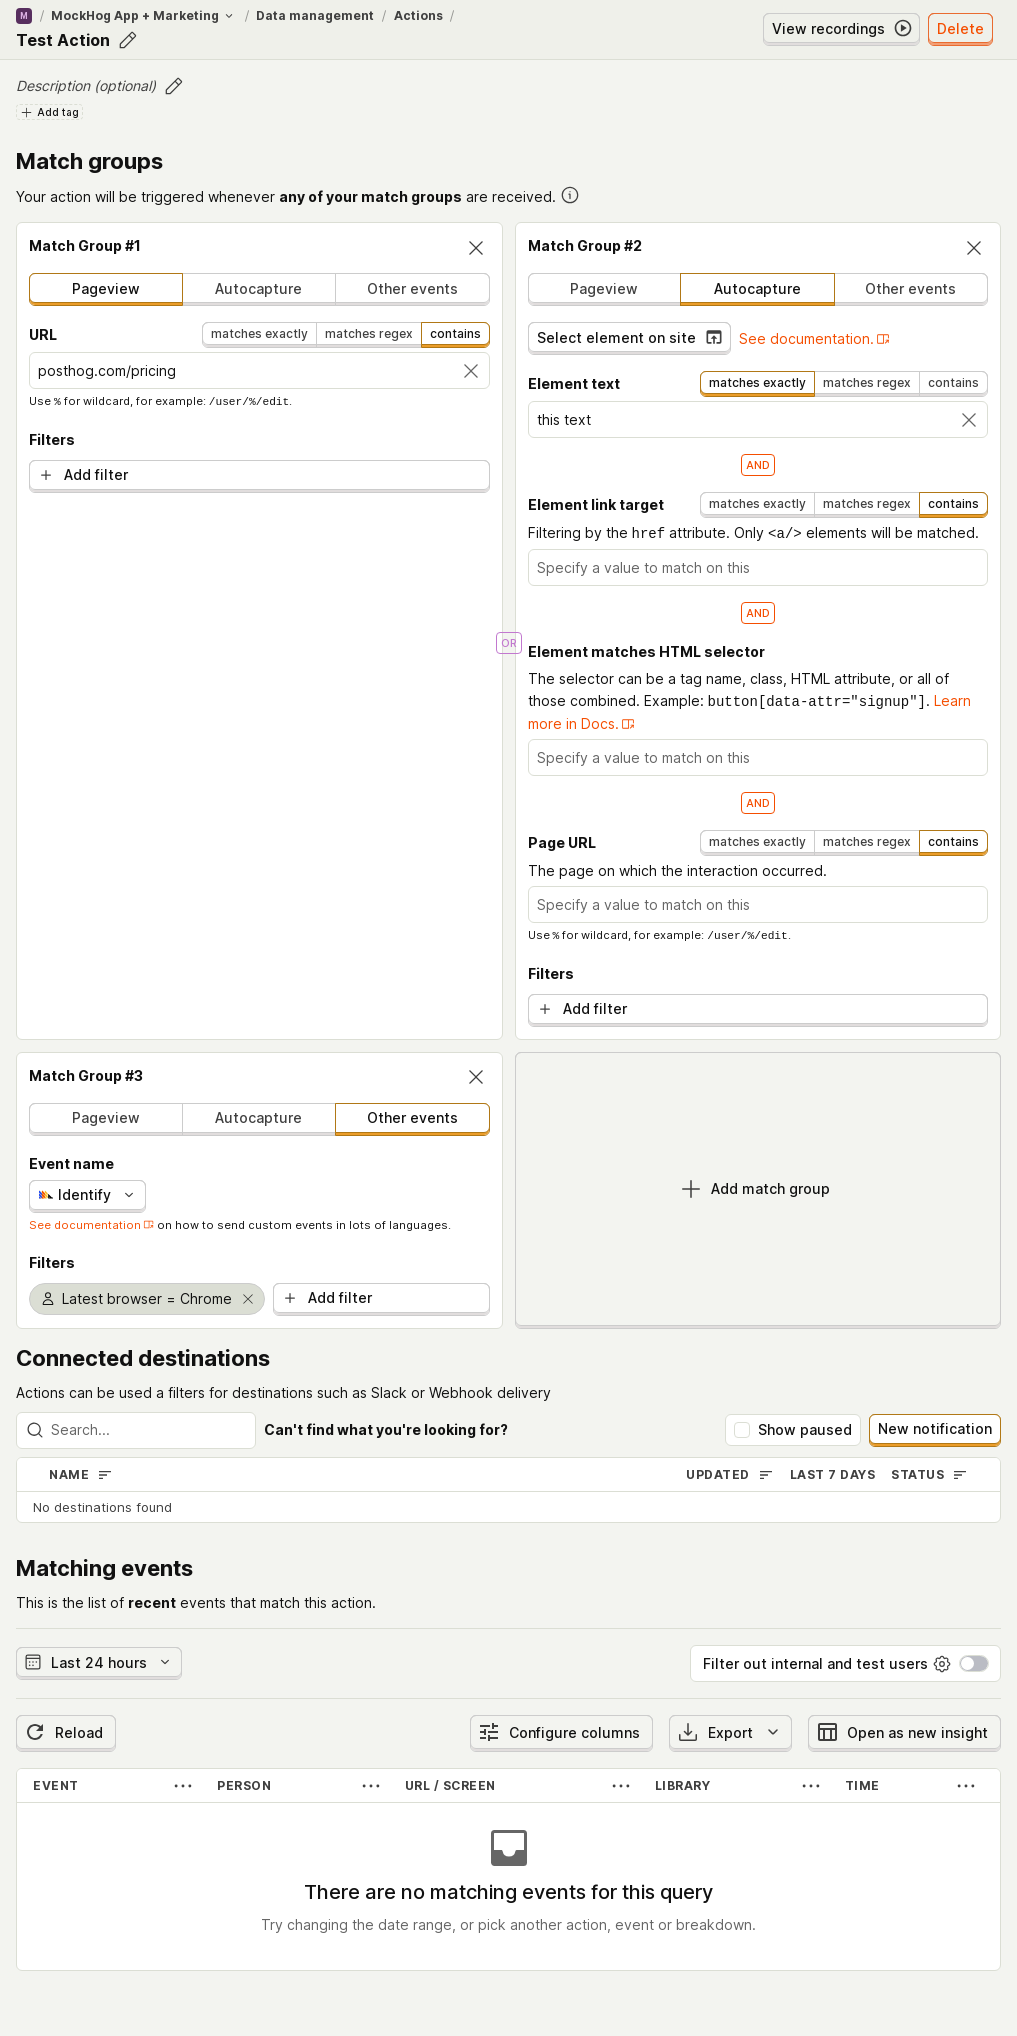 M / MockHog App + Marketing / Data management / Actions /
Test Action
View recordings
Delete
Description (optional)
Add tag
Match groups
Your action will be triggered whenever any of your match groups are received.
Match Group #1
Pageview Autocapture Other events
URL matches exactly matches regex contains
posthog.com/pricing
Use % for wildcard, for example: /user/%/edit.
Filters
Add filter
OR
Match Group #2
Pageview Autocapture Other events
Select element on site See documentation.
Element text matches exactly matches regex contains
this text
AND
Element link target matches exactly matches regex contains
Filtering by the href attribute. Only <a/> elements will be matched.
Specify a value to match on this
AND
Element matches HTML selector
The selector can be a tag name, class, HTML attribute, or all of
those combined. Example: button[data-attr="signup"]. Learn
more in Docs.
Specify a value to match on this
AND
Page URL matches exactly matches regex contains
The page on which the interaction occurred.
Specify a value to match on this
Use % for wildcard, for example: /user/%/edit.
Filters
Add filter
Match Group #3
Pageview Autocapture Other events
Event name
Identify
See documentation on how to send custom events in lots of languages.
Filters
Latest browser = Chrome Add filter
Add match group
Connected destinations
Actions can be used a filters for destinations such as Slack or Webhook delivery
Search... Can't find what you're looking for? Show paused New notification
NAME UPDATED LAST 7 DAYS STATUS
No destinations found
Matching events
This is the list of recent events that match this action.
Last 24 hours Filter out internal and test users
Reload Configure columns Export Open as new insight
EVENT PERSON URL / SCREEN LIBRARY TIME
There are no matching events for this query
Try changing the date range, or pick another action, event or breakdown.